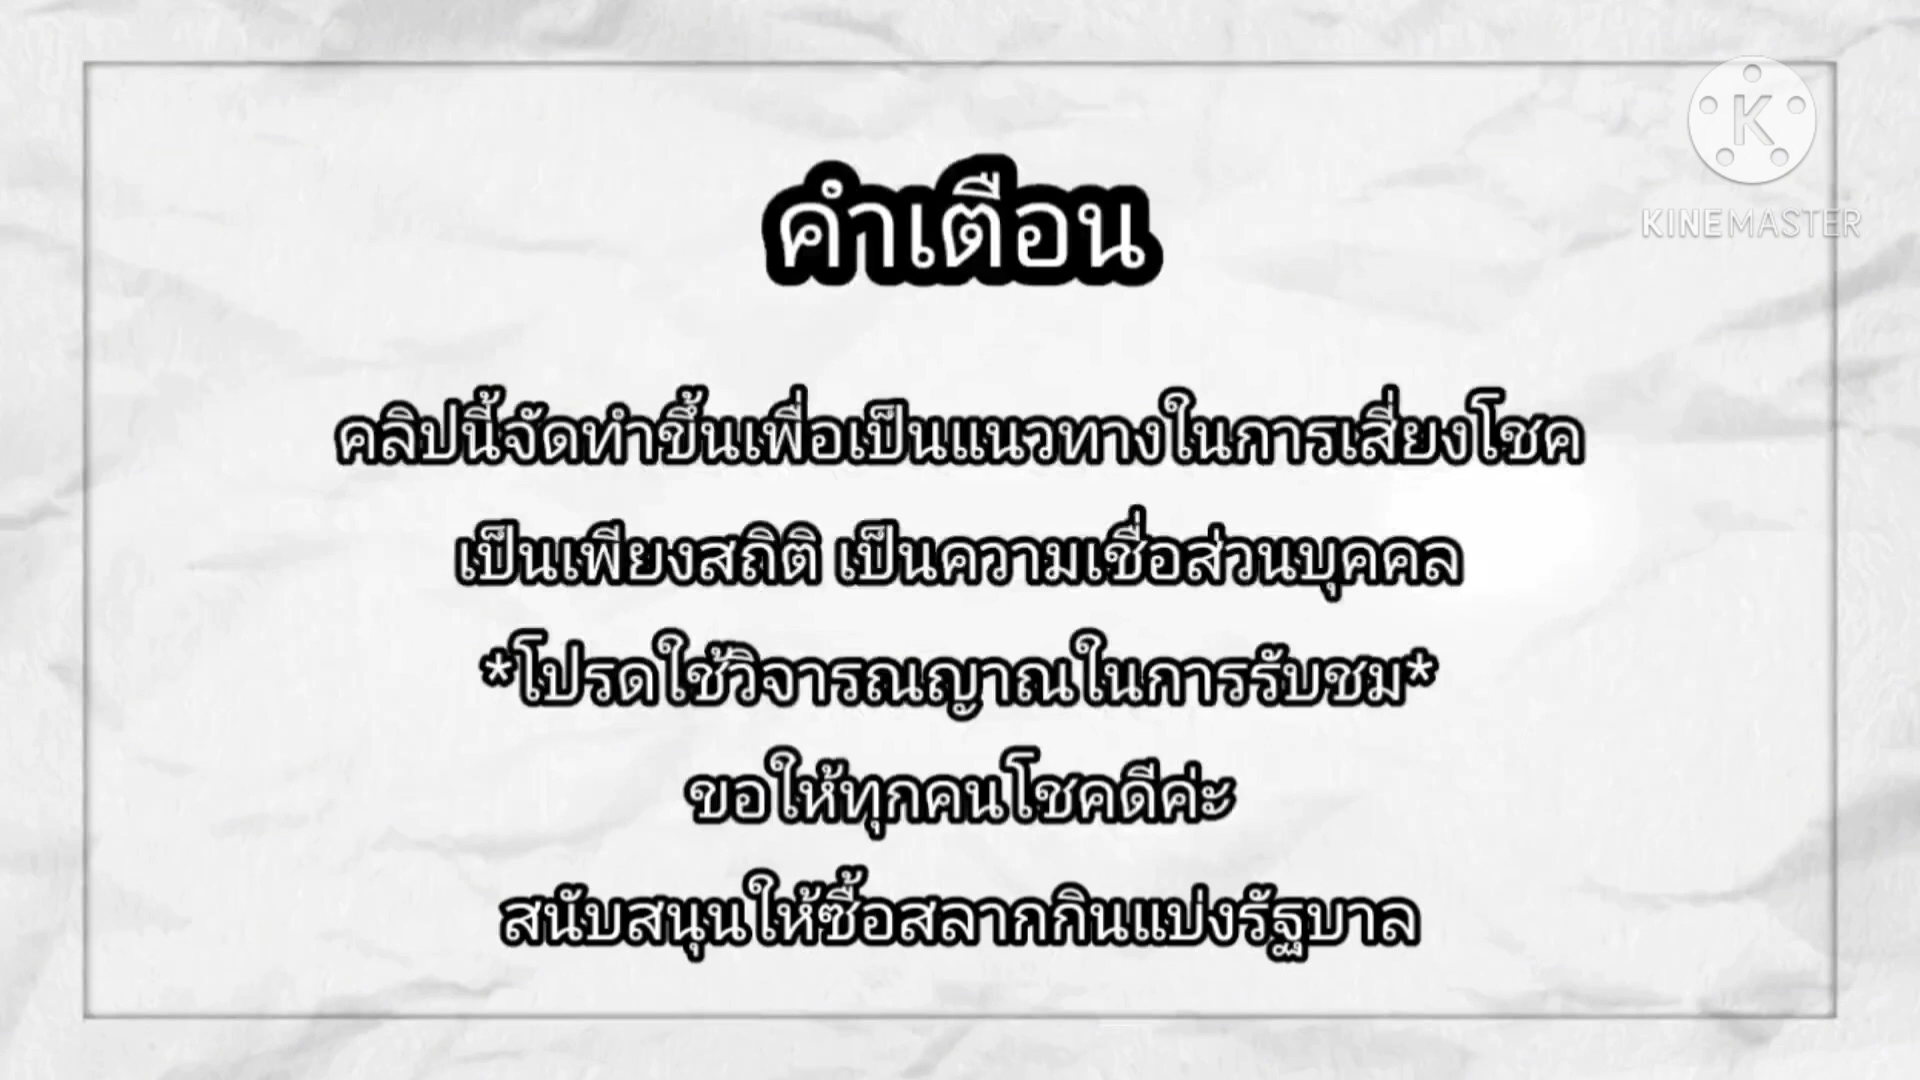 คำเตือน
KINEMASTER
คลิปนี้จัดทำขึ้นเพื่อเป็นแนวทางในการเสี่ยงโชค
เป็นเพียงสถิติ เป็นความเชื่อส่วนบุคคล
*โปรดใช้วิจารณญาณในการรับชม*
ขอให้ทุกคนโชคดีค่ะ
สนับสนุนให้ซื้อสลากกินแบ่งรัฐบาล